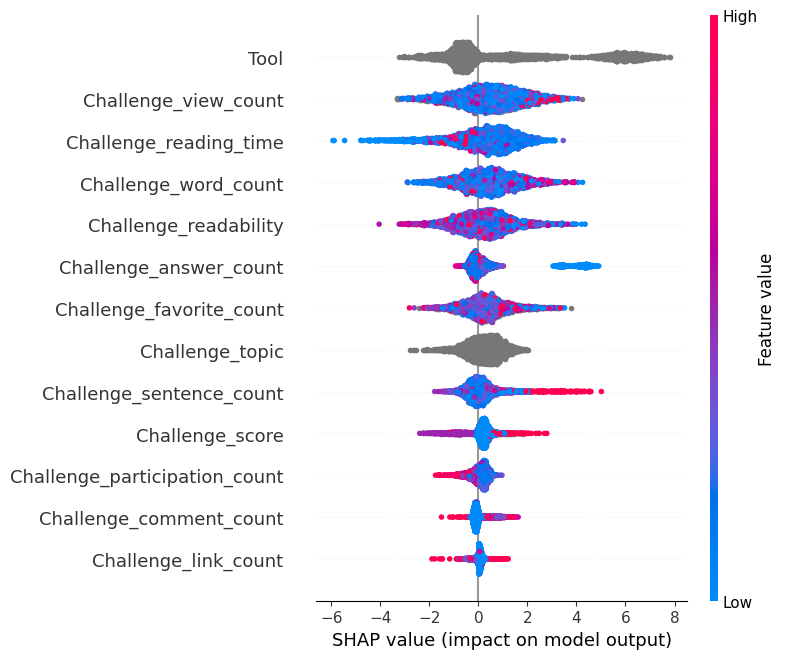 High
Tool
Challenge_view_count
Challenge_reading_time
Challenge_word_count
Challenge_readability
Challenge_answer_count
Challenge_favorite_count
Challenge_topic
Challenge_sentence_count
Challenge_score
Challenge_participation_count
Challenge_comment_count
Challenge_link_count
Feature value
Low
−6 −4 −2 0 2 4 6 8
SHAP value (impact on model output)